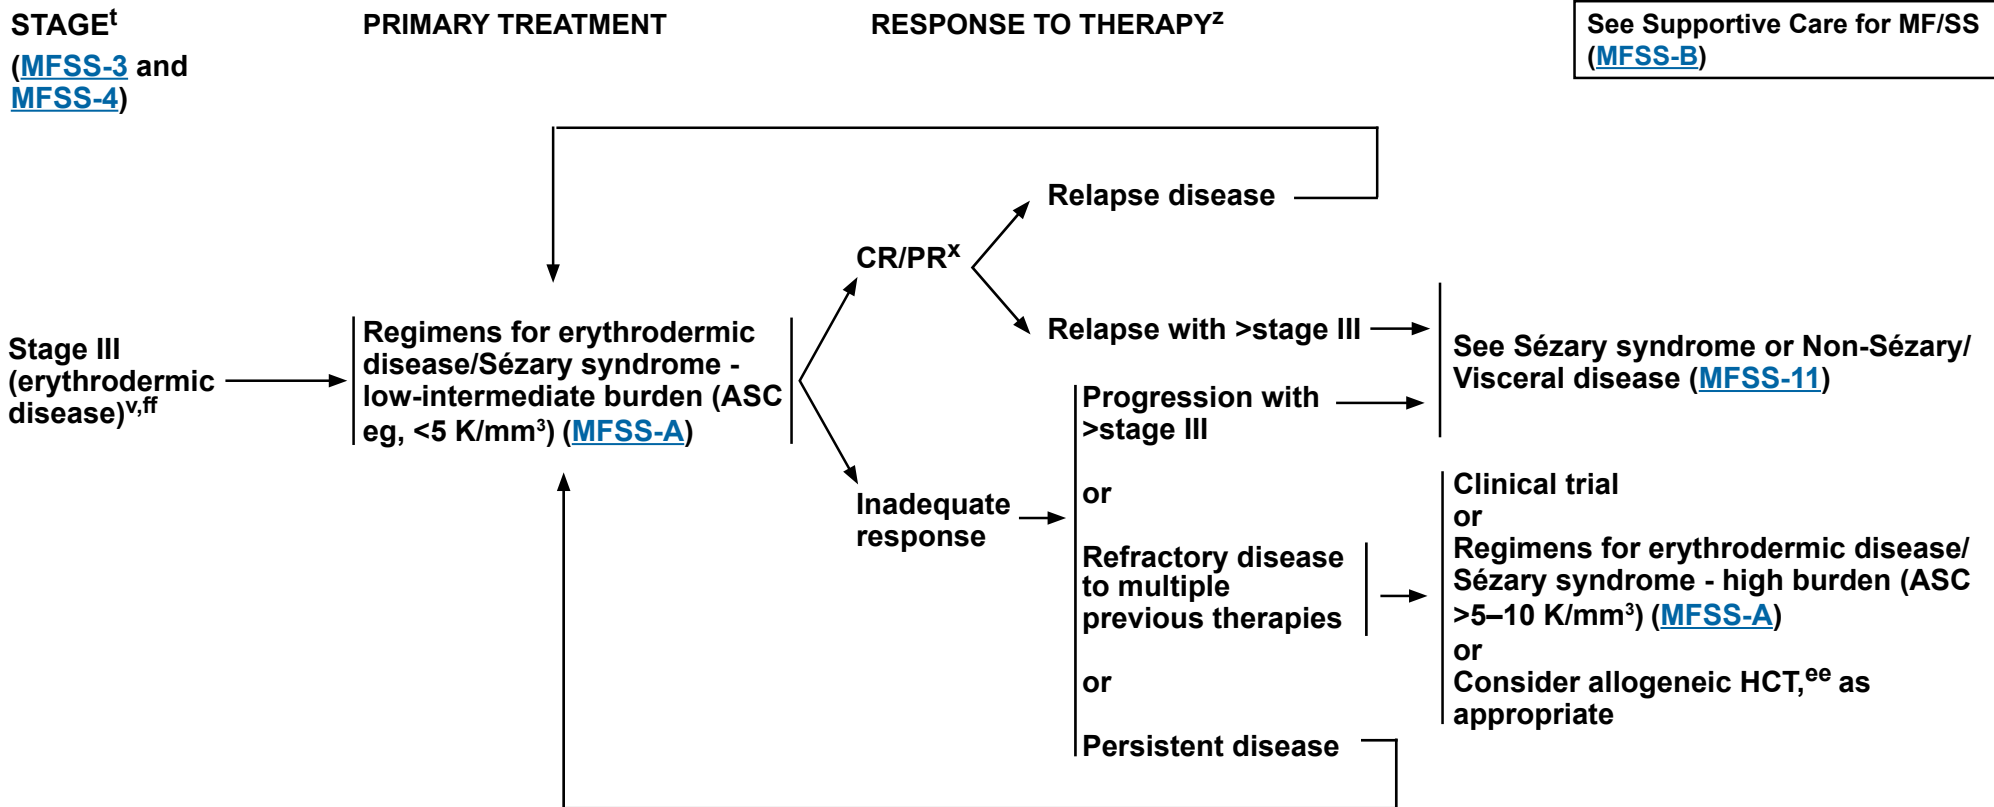 STAGEᵗ
(MFSS-3 and
MFSS-4)
PRIMARY TREATMENT
RESPONSE TO THERAPYᶻ
See Supportive Care for MF/SS
(MFSS-B)
Stage III
(erythrodermic
disease)ᵛ,ᶠᶠ
Regimens for erythrodermic
disease/Sézary syndrome -
low-intermediate burden (ASC
eg, <5 K/mm³) (MFSS-A)
CR/PRˣ
Relapse disease
Relapse with >stage III
Inadequate
response
Progression with
>stage III
or
Refractory disease
to multiple
previous therapies
or
Persistent disease
See Sézary syndrome or Non-Sézary/
Visceral disease (MFSS-11)
Clinical trial
or
Regimens for erythrodermic disease/
Sézary syndrome - high burden (ASC
>5–10 K/mm³) (MFSS-A)
or
Consider allogeneic HCT,ᵉᵉ as
appropriate